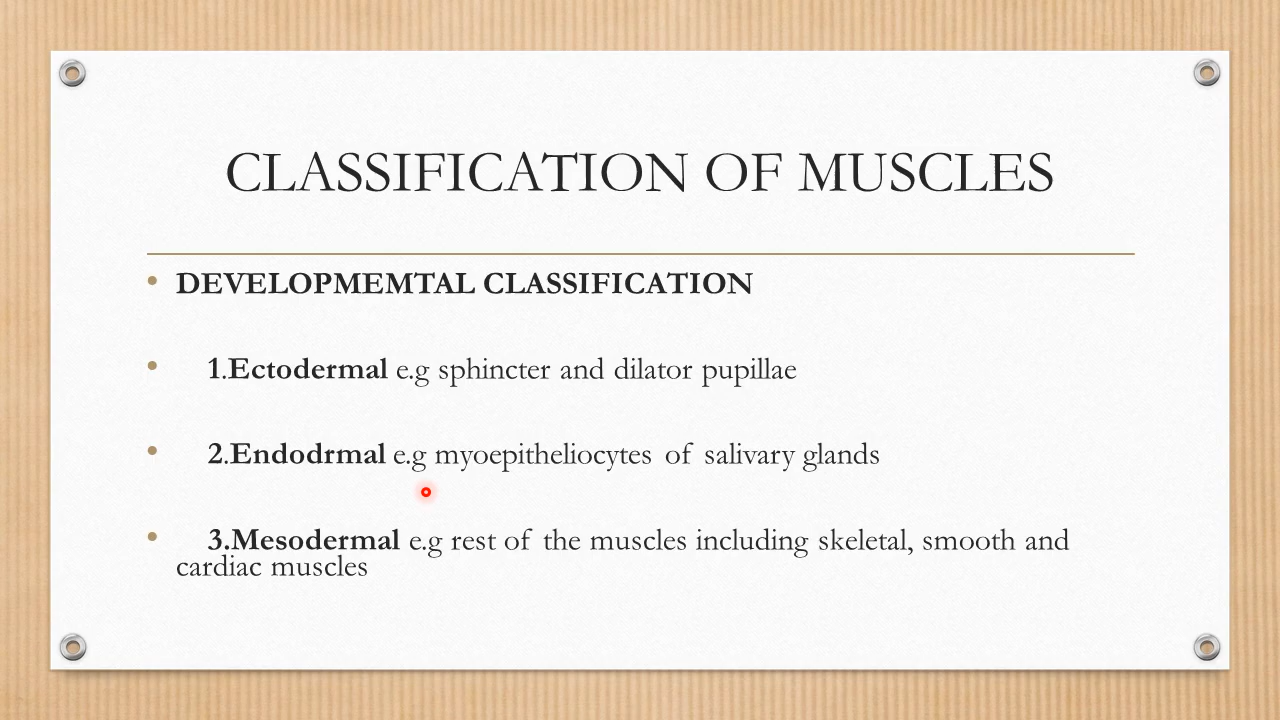 CLASSIFICATION OF MUSCLES
• DEVELOPMEMTAL CLASSIFICATION
• 1.Ectodermal e.g sphincter and dilator pupillae
• 2.Endodrmal e.g myoepitheliocytes of salivary glands
• 3.Mesodermal e.g rest of the muscles including skeletal, smooth and
cardiac muscles